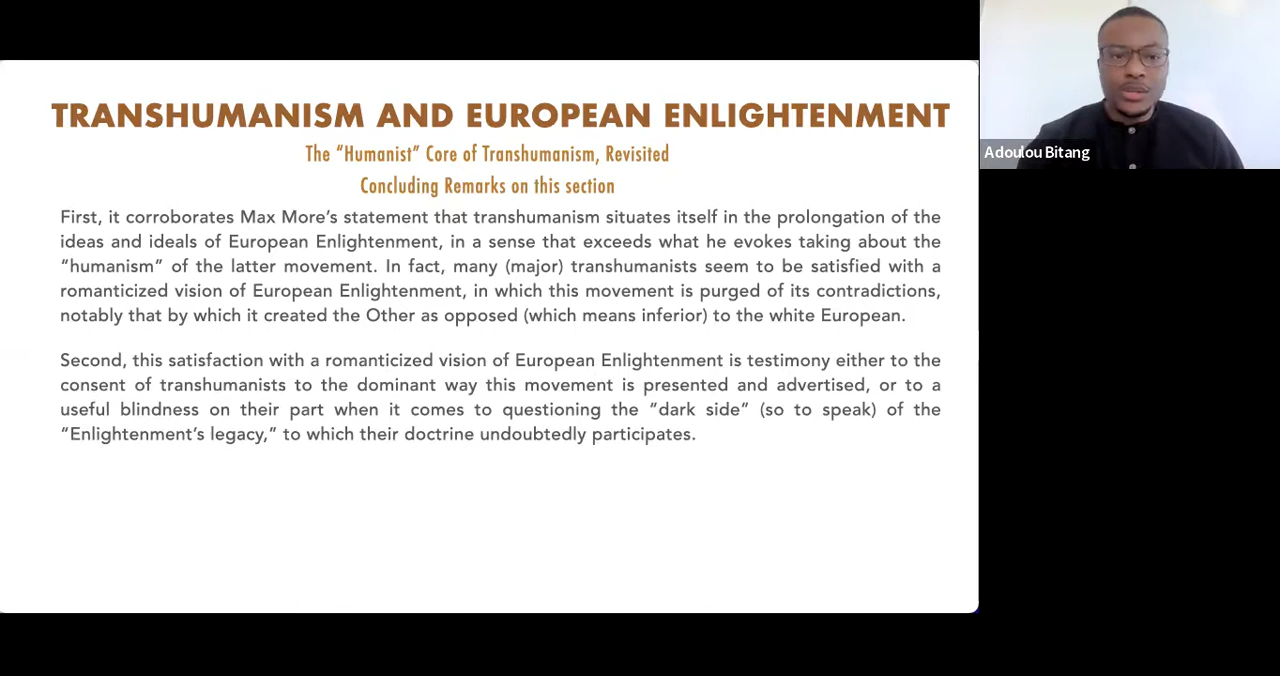 TRANSHUMANISM AND EUROPEAN ENLIGHTENMENT
The “Humanist” Core of Transhumanism, Revisited
Concluding Remarks on this section
First, it corroborates Max More’s statement that transhumanism situates itself in the prolongation of the
ideas and ideals of European Enlightenment, in a sense that exceeds what he evokes taking about the
“humanism” of the latter movement. In fact, many (major) transhumanists seem to be satisfied with a
romanticized vision of European Enlightenment, in which this movement is purged of its contradictions,
notably that by which it created the Other as opposed (which means inferior) to the white European.
Second, this satisfaction with a romanticized vision of European Enlightenment is testimony either to the
consent of transhumanists to the dominant way this movement is presented and advertised, or to a
useful blindness on their part when it comes to questioning the “dark side” (so to speak) of the
“Enlightenment’s legacy,” to which their doctrine undoubtedly participates.
Adoulou Bitang